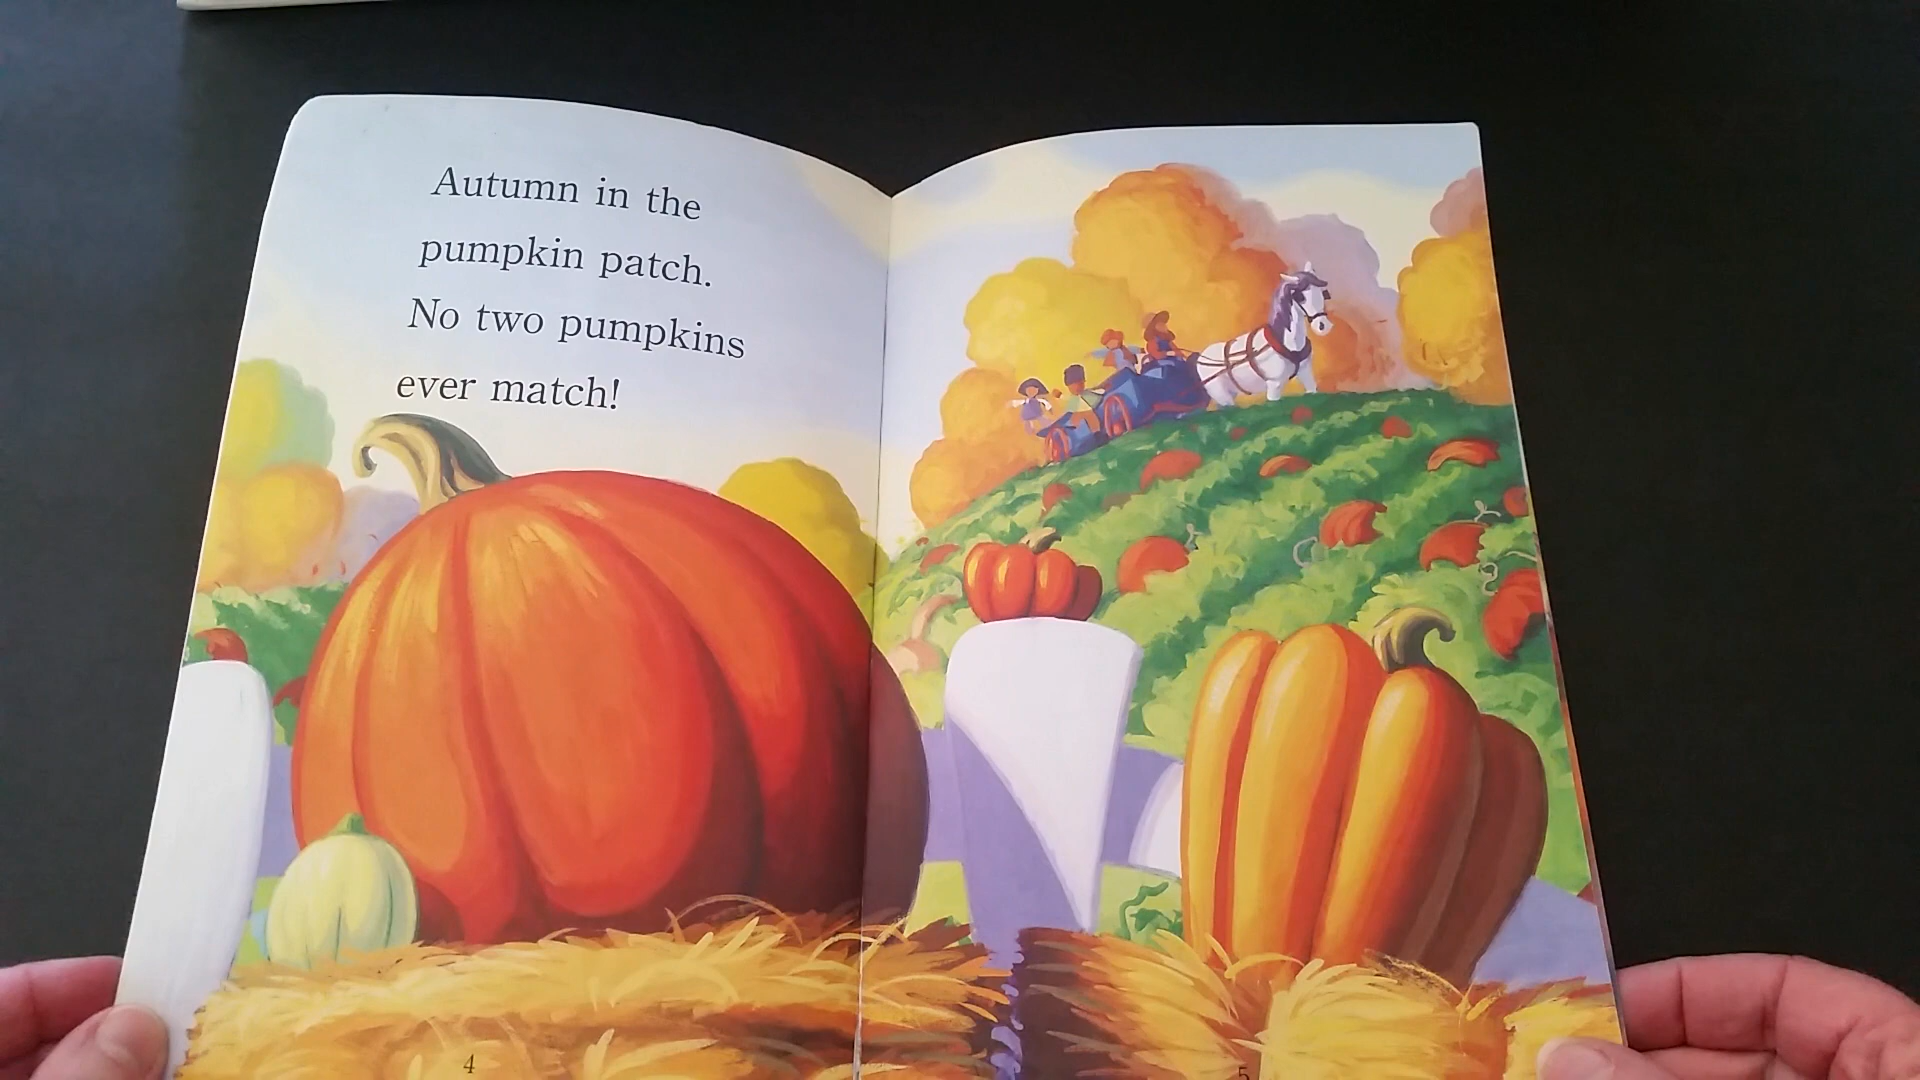 Autumn in the
pumpkin patch.
No two pumpkins
ever match!
4
5